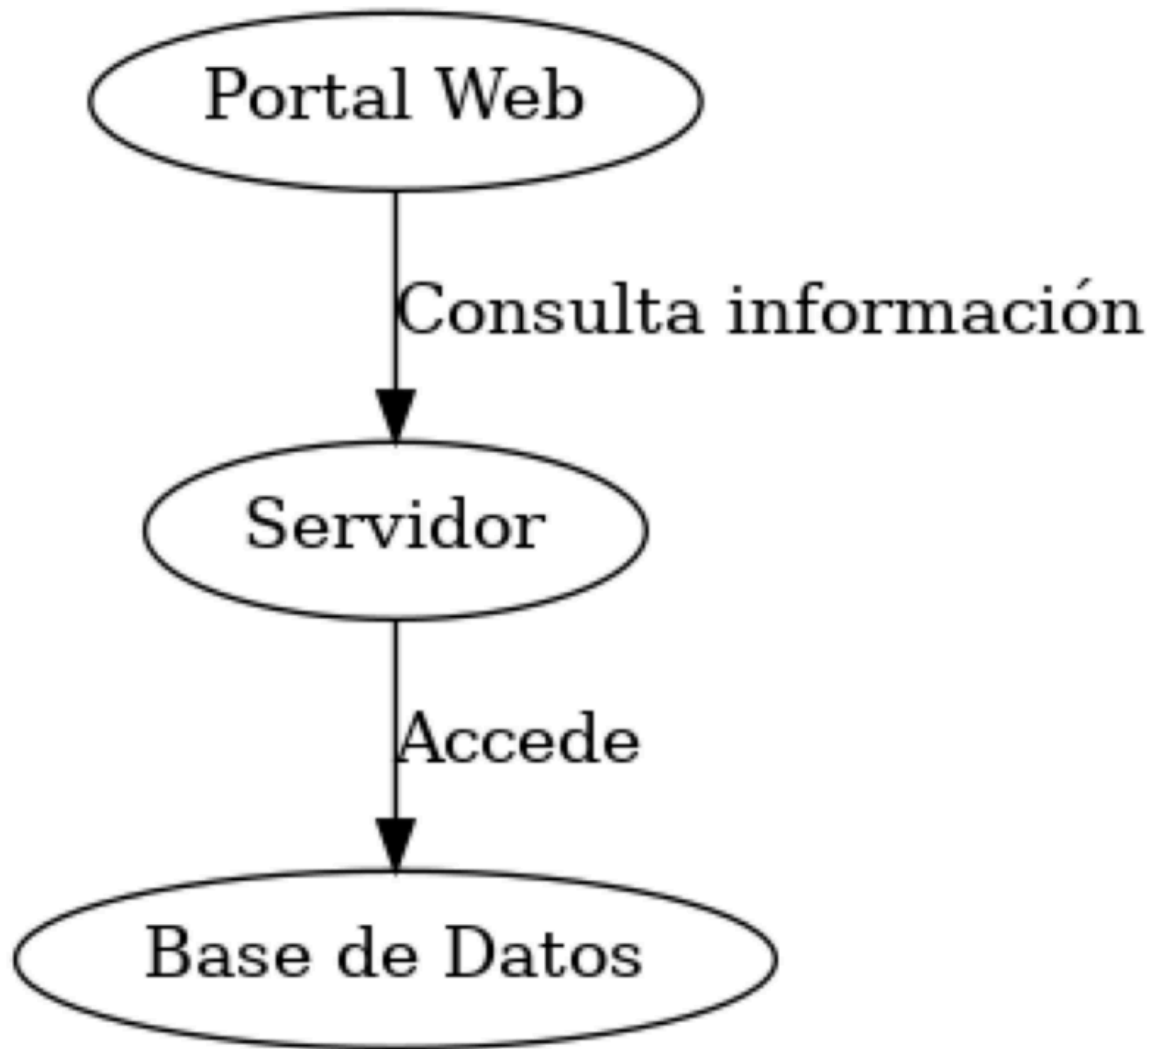 Portal Web
Consulta información
Servidor
Accede
Base de Datos